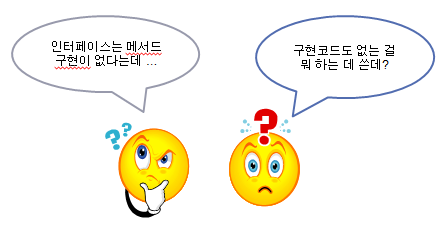 인터페이스는 메서드
구현이 없다는데 ...
구현코드도 없는 걸
뭐 하는 데 쓴데?
??
?